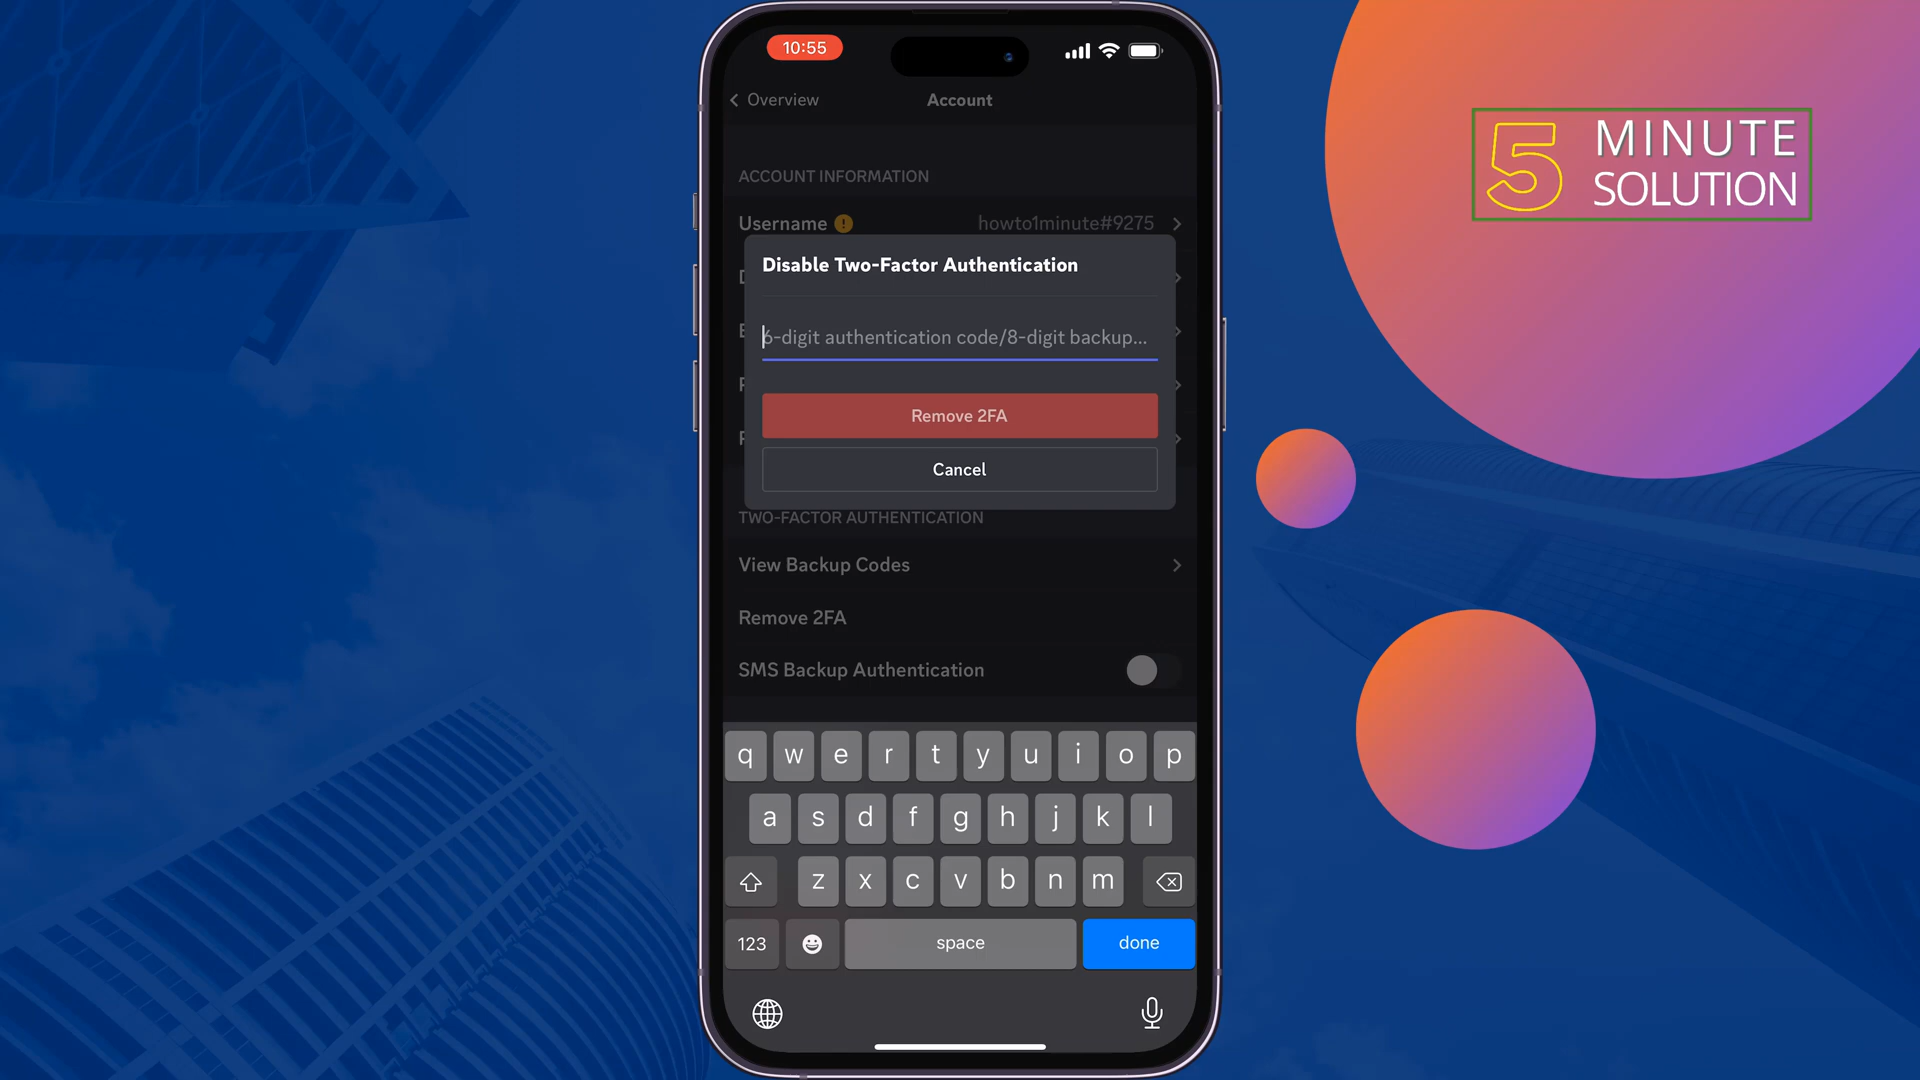 10:55
Overview
Account
5 MINUTE
SOLUTION
ACCOUNT INFORMATION
Username ! howto1minute#9275
Disable Two-Factor Authentication
6-digit authentication code/8-digit backup...
Remove 2FA
Cancel
TWO-FACTOR AUTHENTICATION
View Backup Codes
Remove 2FA
SMS Backup Authentication
q w e r t y u i o p
a s d f g h j k l
z x c v b n m
123 space done